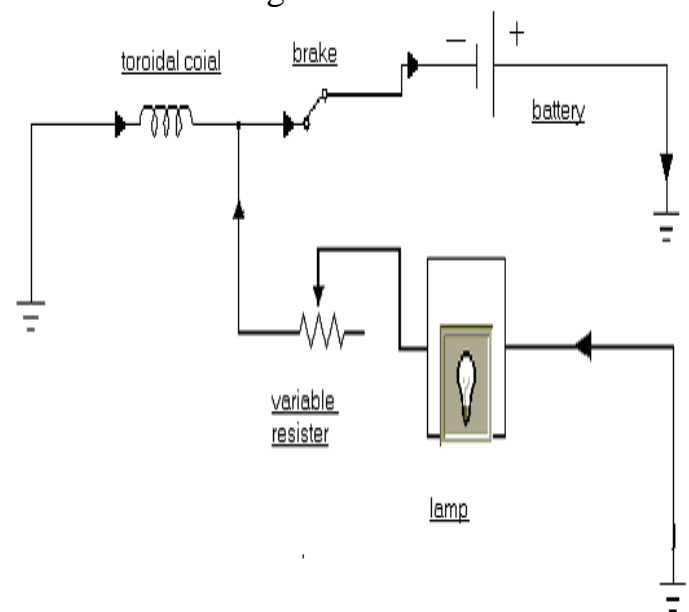 toroidal coial
brake
− +
battery
variable
resister
lamp